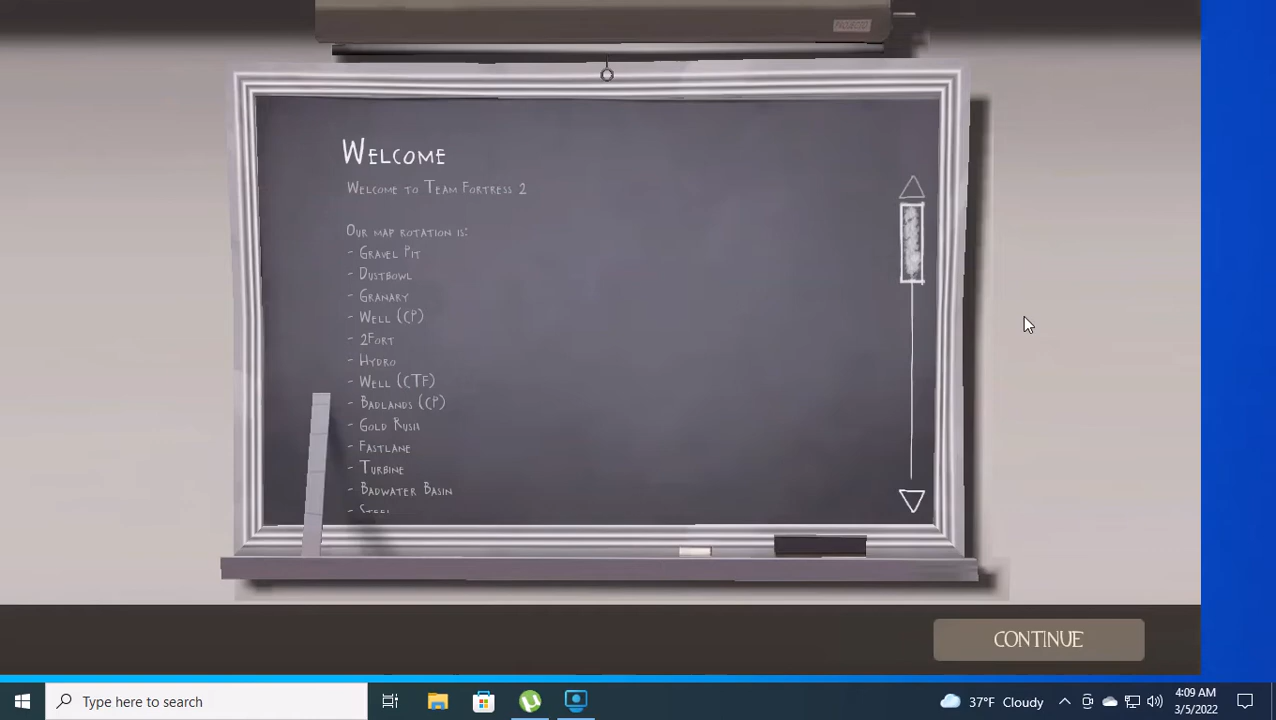 Welcome
Welcome to Team Fortress 2
Our map rotation is:
- Gravel Pit
- Dustbowl
- Granary
- Well (CP)
- 2Fort
- Hydro
- Well (CTF)
- Badlands (CP)
- Gold Rush
- Fastlane
- Turbine
- Badwater Basin
- Steel
CONTINUE
Type here to search
37°F Cloudy
4:09 AM
3/5/2022